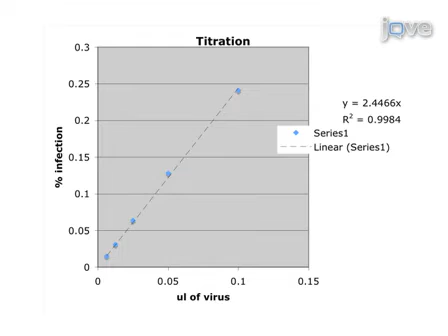 jove
Titration
0.3
0.25
0.2
0.15
0.1
0.05
0
0
0.05
0.1
0.15
% infection
ul of virus
y = 2.4466x
R² = 0.9984
Series1
Linear (Series1)